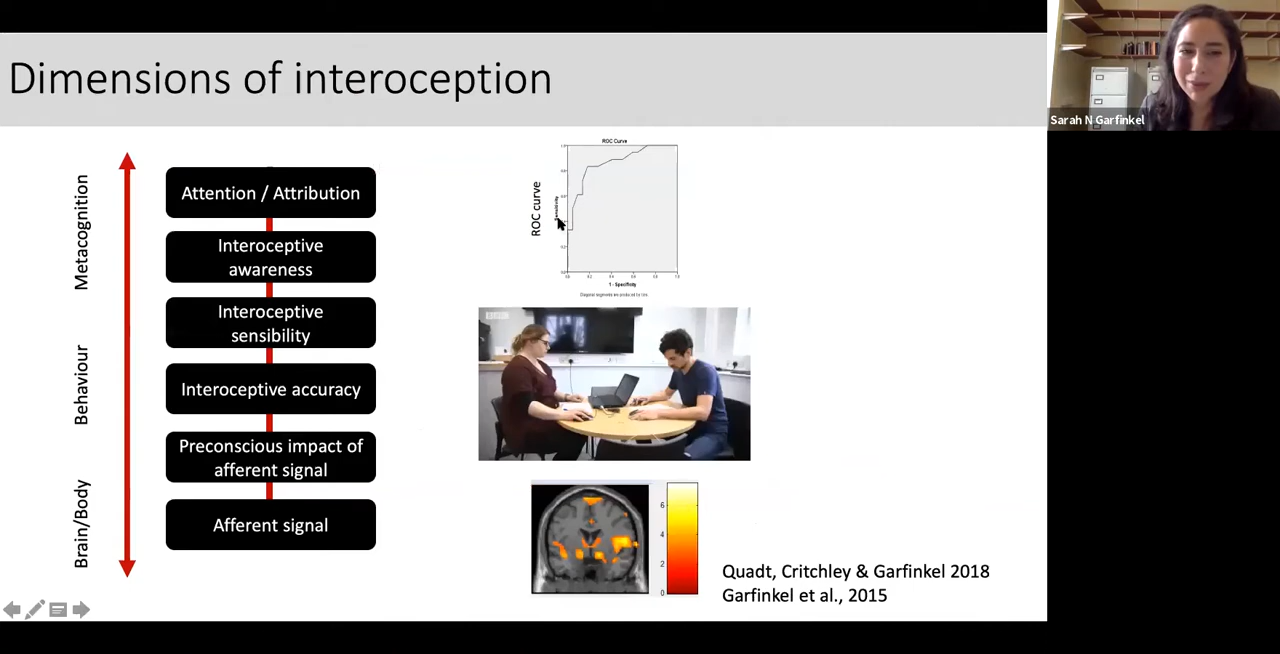 Dimensions of interoception
Sarah N Garfinkel
Metacognition
Behaviour
Brain/Body
Attention / Attribution
Interoceptive
awareness
Interoceptive
sensibility
Interoceptive accuracy
Preconscious impact of
afferent signal
Afferent signal
ROC curve
ROC Curve
1 - Specificity
BBC
6
4
2
0
Quadt, Critchley & Garfinkel 2018
Garfinkel et al., 2015